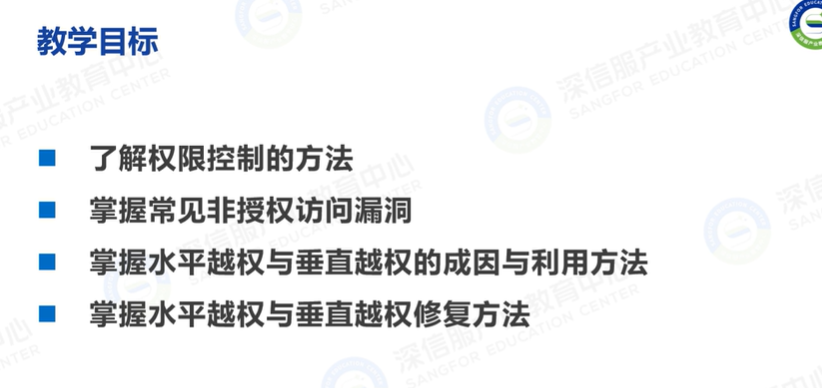 教学目标
了解权限控制的方法
掌握常见非授权访问漏洞
掌握水平越权与垂直越权的成因与利用方法
掌握水平越权与垂直越权修复方法
深信服产业教育中心
SANGFOR EDUCATION CENTER